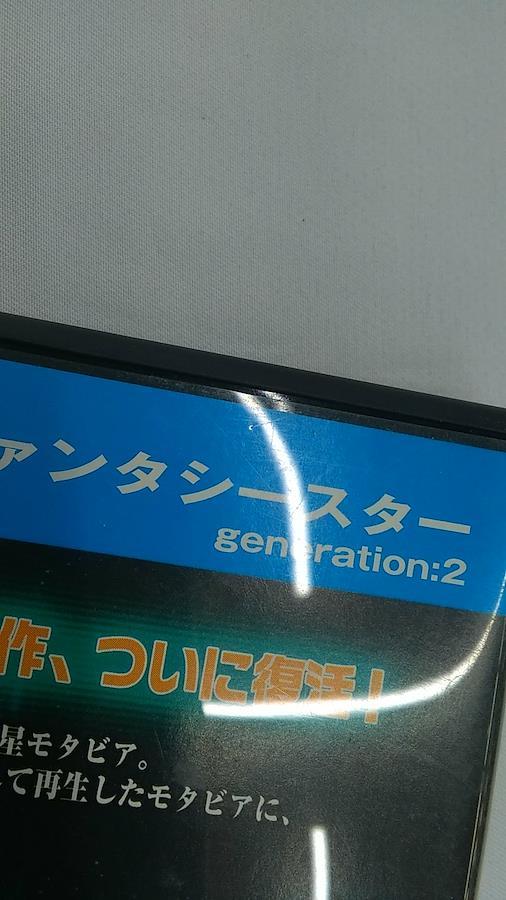 アンタシースター
generation:2
作、ついに復活!
星モタビア。
て再生したモタビアに、